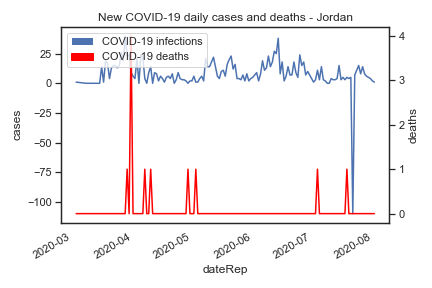 New COVID-19 daily cases and deaths - Jordan
COVID-19 infections
COVID-19 deaths
25
0
−25
−50
−75
−100
cases
4
3
2
1
0
deaths
2020-03
2020-04
2020-05
2020-06
2020-07
2020-08
dateRep